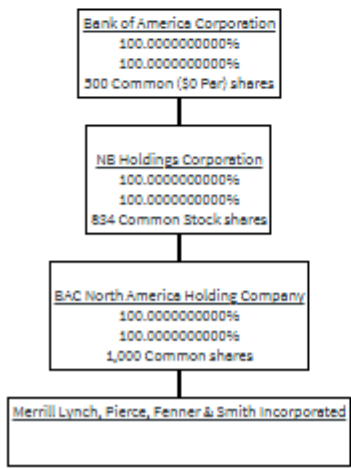 Bank of America Corporation
100.0000000000%
100.0000000000%
500 Common ($0 Par) shares
NB Holdings Corporation
100.0000000000%
100.0000000000%
834 Common Stock shares
BAC North America Holding Company
100.0000000000%
100.0000000000%
1,000 Common shares
Merrill Lynch, Pierce, Fenner & Smith Incorporated